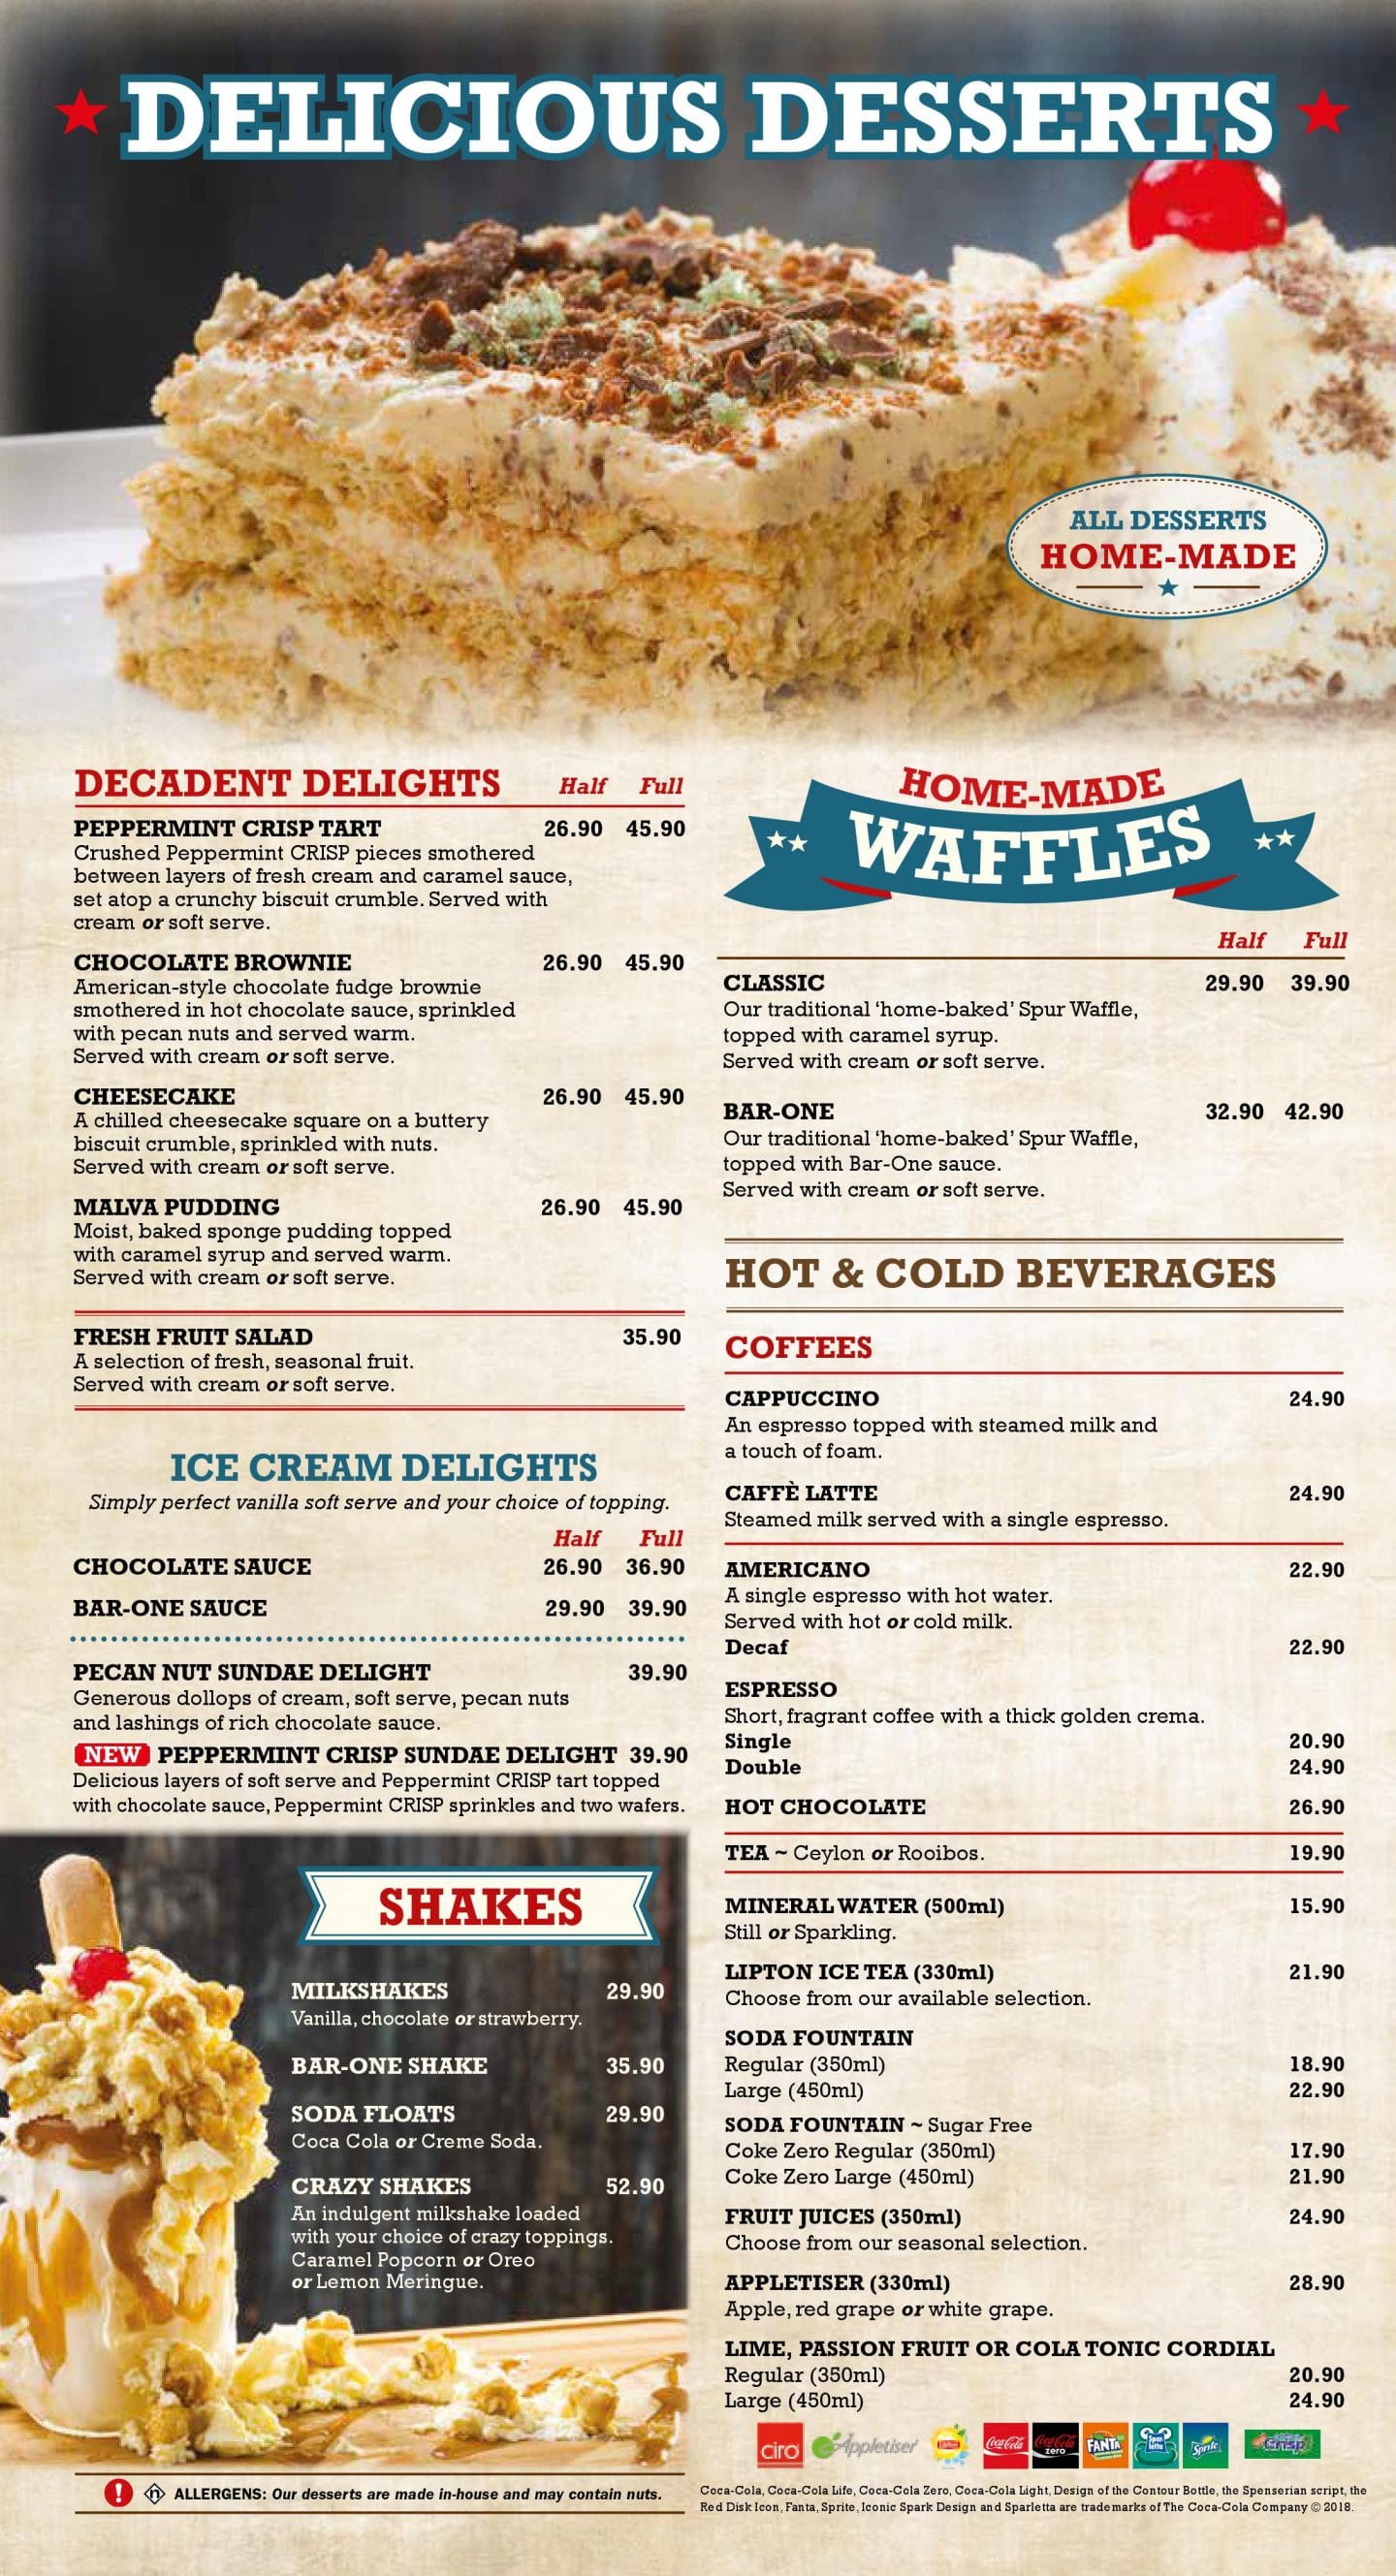 DELICIOUS DESSERTS
ALL DESSERTS
HOME-MADE
DECADENT DELIGHTS Half Full
PEPPERMINT CRISP TART 26.90 45.90
Crushed Peppermint CRISP pieces smothered
between layers of fresh cream and caramel sauce,
set atop a crunchy biscuit crumble. Served with
cream or soft serve.
CHOCOLATE BROWNIE 26.90 45.90
American-style chocolate fudge brownie
smothered in hot chocolate sauce, sprinkled
with pecan nuts and served warm.
Served with cream or soft serve.
CHEESECAKE 26.90 45.90
A chilled cheesecake square on a buttery
biscuit crumble, sprinkled with nuts.
Served with cream or soft serve.
MALVA PUDDING 26.90 45.90
Moist, baked sponge pudding topped
with caramel syrup and served warm.
Served with cream or soft serve.
FRESH FRUIT SALAD 35.90
A selection of fresh, seasonal fruit.
Served with cream or soft serve.
ICE CREAM DELIGHTS
Simply perfect vanilla soft serve and your choice of topping.
Half Full
CHOCOLATE SAUCE 26.90 36.90
BAR-ONE SAUCE 29.90 39.90
PECAN NUT SUNDAE DELIGHT 39.90
Generous dollops of cream, soft serve, pecan nuts
and lashings of rich chocolate sauce.
NEW PEPPERMINT CRISP SUNDAE DELIGHT 39.90
Delicious layers of soft serve and Peppermint CRISP tart topped
with chocolate sauce, Peppermint CRISP sprinkles and two wafers.
SHAKES
MILKSHAKES 29.90
Vanilla, chocolate or strawberry.
BAR-ONE SHAKE 35.90
SODA FLOATS 29.90
Coca Cola or Creme Soda.
CRAZY SHAKES 52.90
An indulgent milkshake loaded
with your choice of crazy toppings.
Caramel Popcorn or Oreo
or Lemon Meringue.
! n ALLERGENS: Our desserts are made in-house and may contain nuts.
HOME-MADE
WAFFLES
Half Full
CLASSIC 29.90 39.90
Our traditional ‘home-baked’ Spur Waffle,
topped with caramel syrup.
Served with cream or soft serve.
BAR-ONE 32.90 42.90
Our traditional ‘home-baked’ Spur Waffle,
topped with Bar-One sauce.
Served with cream or soft serve.
HOT & COLD BEVERAGES
COFFEES
CAPPUCCINO 24.90
An espresso topped with steamed milk and
a touch of foam.
CAFFÈ LATTE 24.90
Steamed milk served with a single espresso.
AMERICANO 22.90
A single espresso with hot water.
Served with hot or cold milk.
Decaf 22.90
ESPRESSO
Short, fragrant coffee with a thick golden crema.
Single 20.90
Double 24.90
HOT CHOCOLATE 26.90
TEA ~ Ceylon or Rooibos. 19.90
MINERAL WATER (500ml) 15.90
Still or Sparkling.
LIPTON ICE TEA (330ml) 21.90
Choose from our available selection.
SODA FOUNTAIN
Regular (350ml) 18.90
Large (450ml) 22.90
SODA FOUNTAIN ~ Sugar Free
Coke Zero Regular (350ml) 17.90
Coke Zero Large (450ml) 21.90
FRUIT JUICES (350ml) 24.90
Choose from our seasonal selection.
APPLETISER (330ml) 28.90
Apple, red grape or white grape.
LIME, PASSION FRUIT OR COLA TONIC CORDIAL
Regular (350ml) 20.90
Large (450ml) 24.90
ciro Appletiser Lipton Coca-Cola Coca-Cola zero FANTA Sprite Crisp
Coca-Cola, Coca-Cola Life, Coca-Cola Zero, Coca-Cola Light, Design of the Contour Bottle, the Spenserian script, the
Red Disk Icon, Fanta, Sprite, Iconic Spark Design and Sparletta are trademarks of The Coca-Cola Company © 2018.